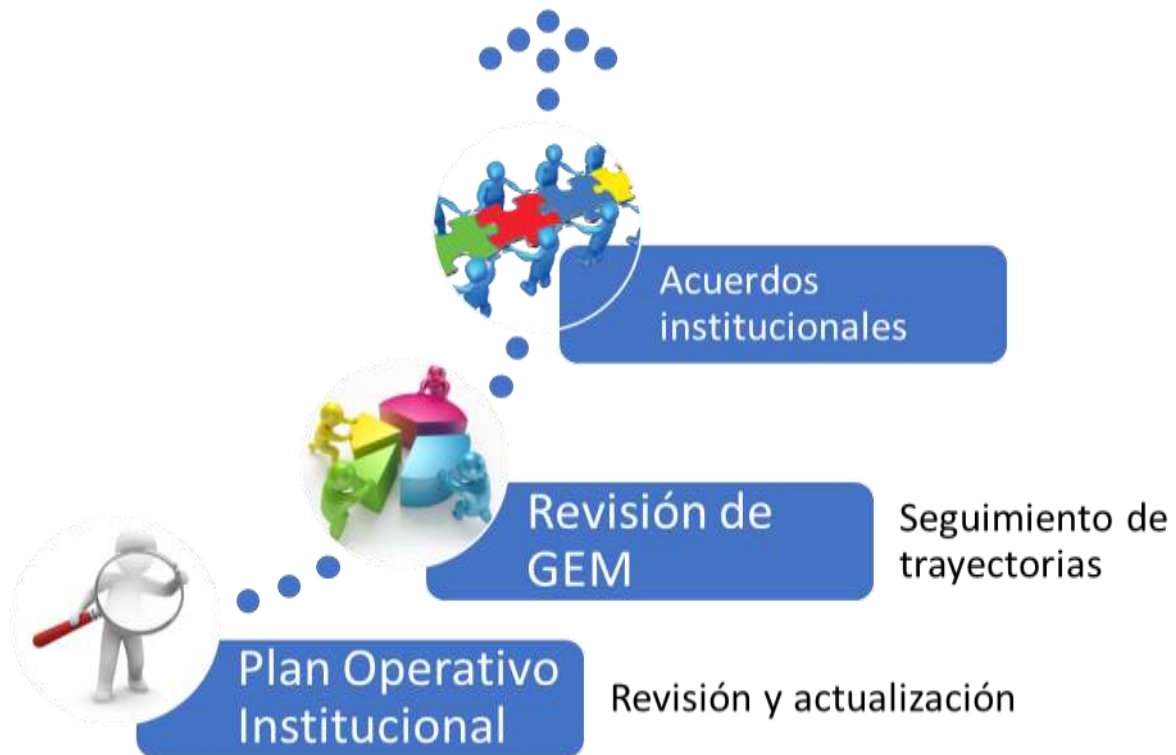 Acuerdos
institucionales
Revisión de
GEM
Seguimiento de
trayectorias
Plan Operativo
Institucional
Revisión y actualización